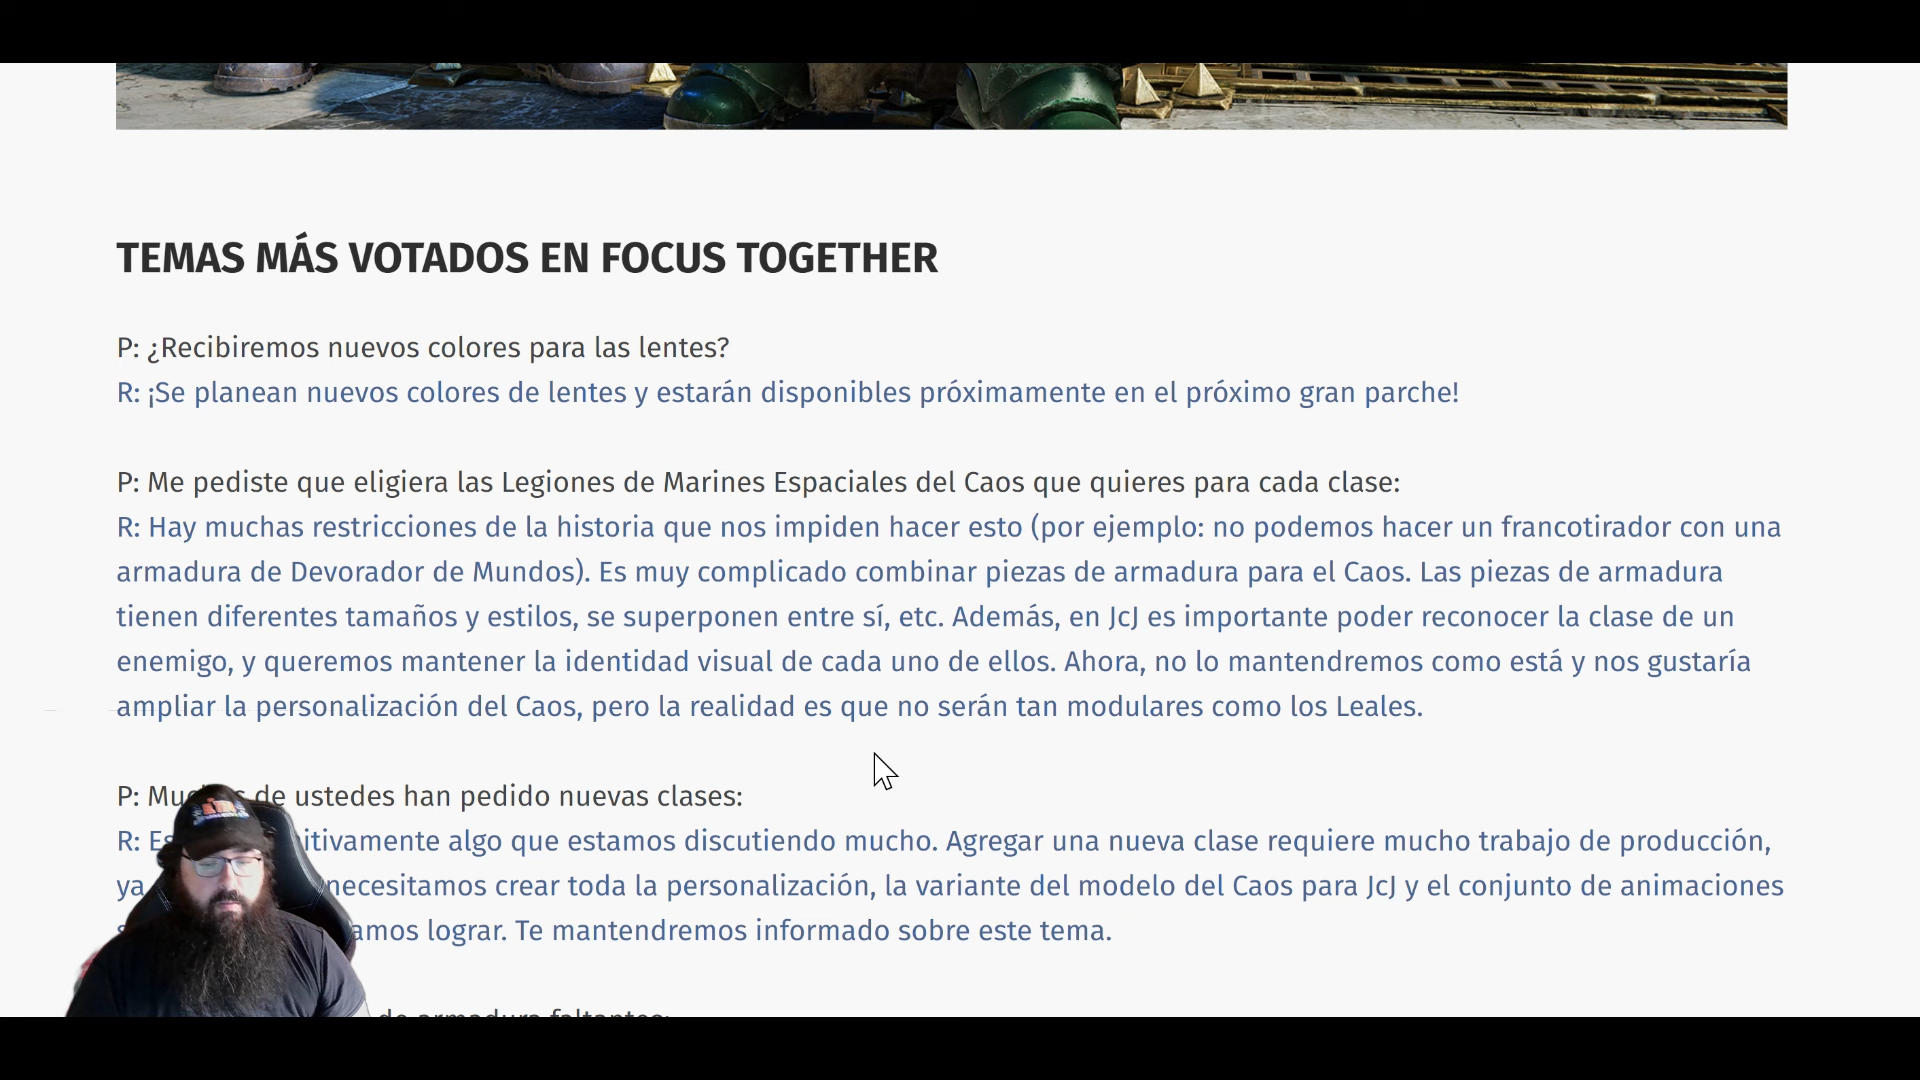 TEMAS MÁS VOTADOS EN FOCUS TOGETHER
P: ¿Recibiremos nuevos colores para las lentes?
R: ¡Se planean nuevos colores de lentes y estarán disponibles próximamente en el próximo gran parche!
P: Me pediste que eligiera las Legiones de Marines Espaciales del Caos que quieres para cada clase:
R: Hay muchas restricciones de la historia que nos impiden hacer esto (por ejemplo: no podemos hacer un francotirador con una
armadura de Devorador de Mundos). Es muy complicado combinar piezas de armadura para el Caos. Las piezas de armadura
tienen diferentes tamaños y estilos, se superponen entre sí, etc. Además, en JcJ es importante poder reconocer la clase de un
enemigo, y queremos mantener la identidad visual de cada uno de ellos. Ahora, no lo mantendremos como está y nos gustaría
ampliar la personalización del Caos, pero la realidad es que no serán tan modulares como los Leales.
P: de ustedes han pedido nuevas clases:
R: algo que estamos discutiendo mucho. Agregar una nueva clase requiere mucho trabajo de producción,
ya necesitamos crear toda la personalización, la variante del modelo del Caos para JcJ y el conjunto de animaciones
lograr. Te mantendremos informado sobre este tema.
de armadura faltantes: